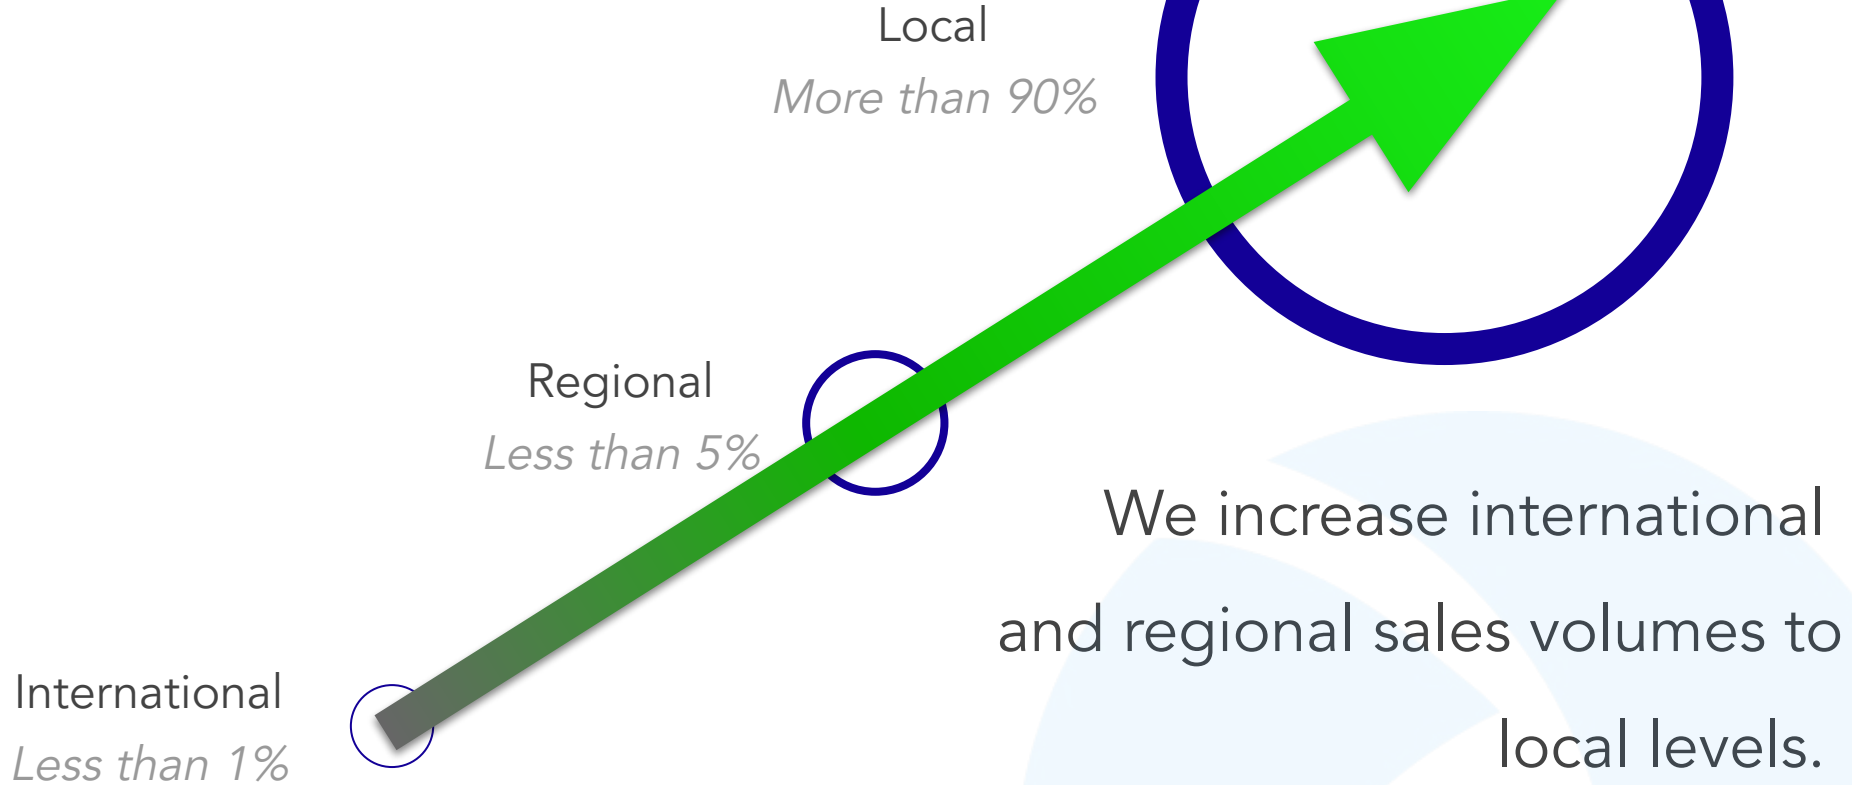 Local
More than 90%
Regional
Less than 5%
We increase international
and regional sales volumes to
local levels.
International
Less than 1%